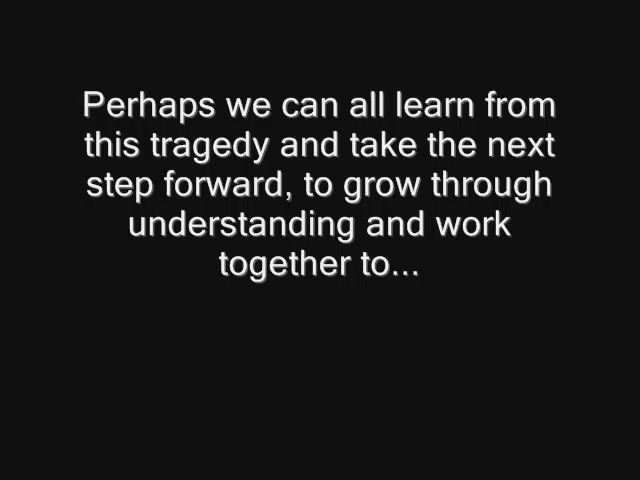 Perhaps we can all learn from
this tragedy and take the next
step forward, to grow through
understanding and work
together to...